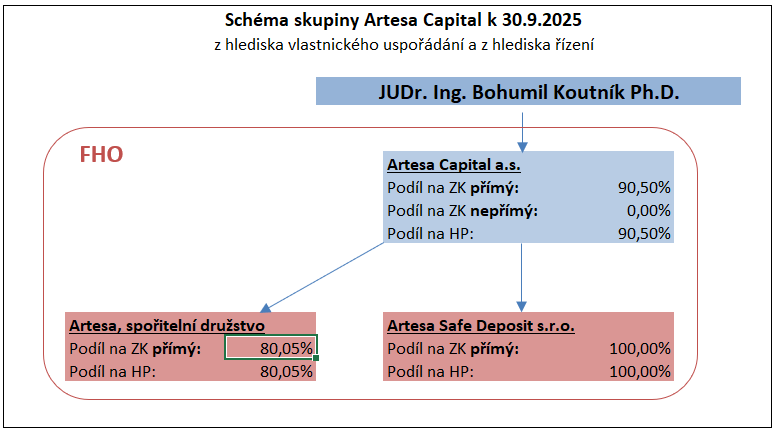 Schéma skupiny Artesa Capital k 30.9.2025
z hlediska vlastnického uspořádání a z hlediska řízení
JUDr. Ing. Bohumil Koutník Ph.D.
FHO
Artesa Capital a.s.
Podíl na ZK přímý: 90,50%
Podíl na ZK nepřímý: 0,00%
Podíl na HP: 90,50%
Artesa, spořitelní družstvo
Podíl na ZK přímý: 80,05%
Podíl na HP: 80,05%
Artesa Safe Deposit s.r.o.
Podíl na ZK přímý: 100,00%
Podíl na HP: 100,00%